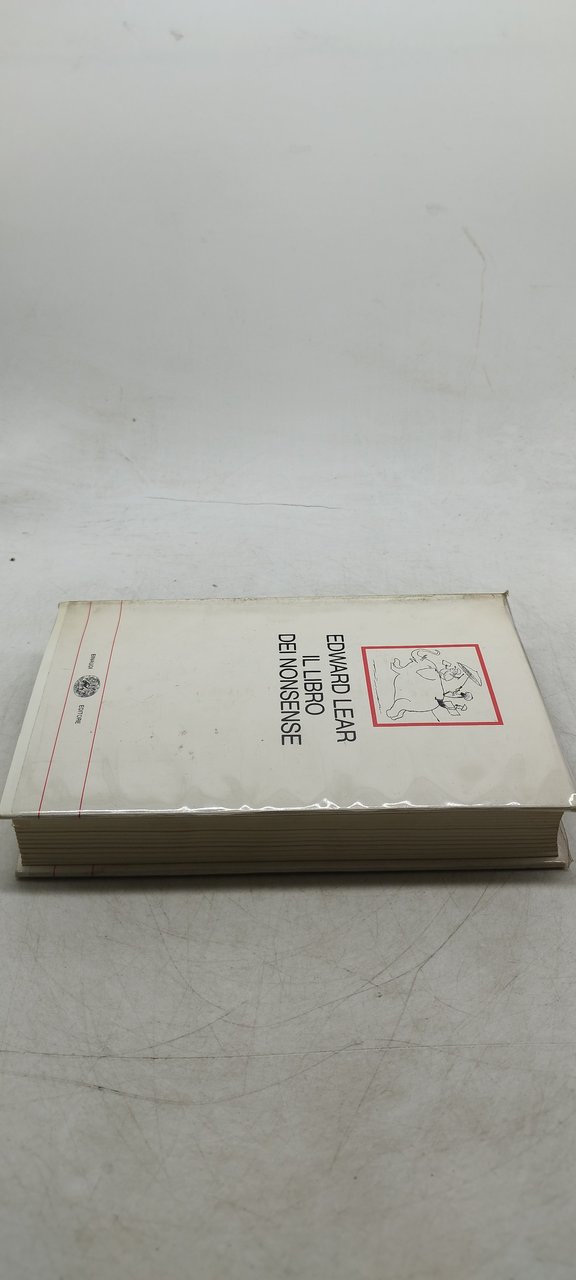 EDWARD LEAR
IL LIBRO
DEI NONSENSE
EINAUDI EDITORE